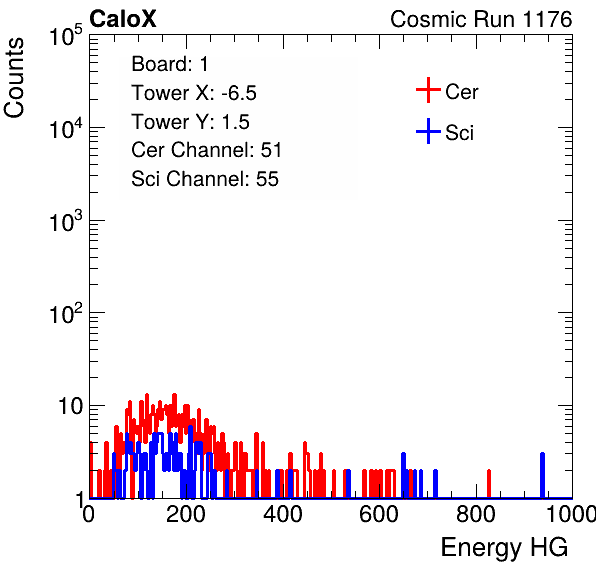 CaloX Cosmic Run 1176
Counts
10^5
10^4
10^3
10^2
10
1
Board: 1
Tower X: -6.5
Tower Y: 1.5
Cer Channel: 51
Sci Channel: 55
Cer
Sci
0 200 400 600 800 1000
Energy HG